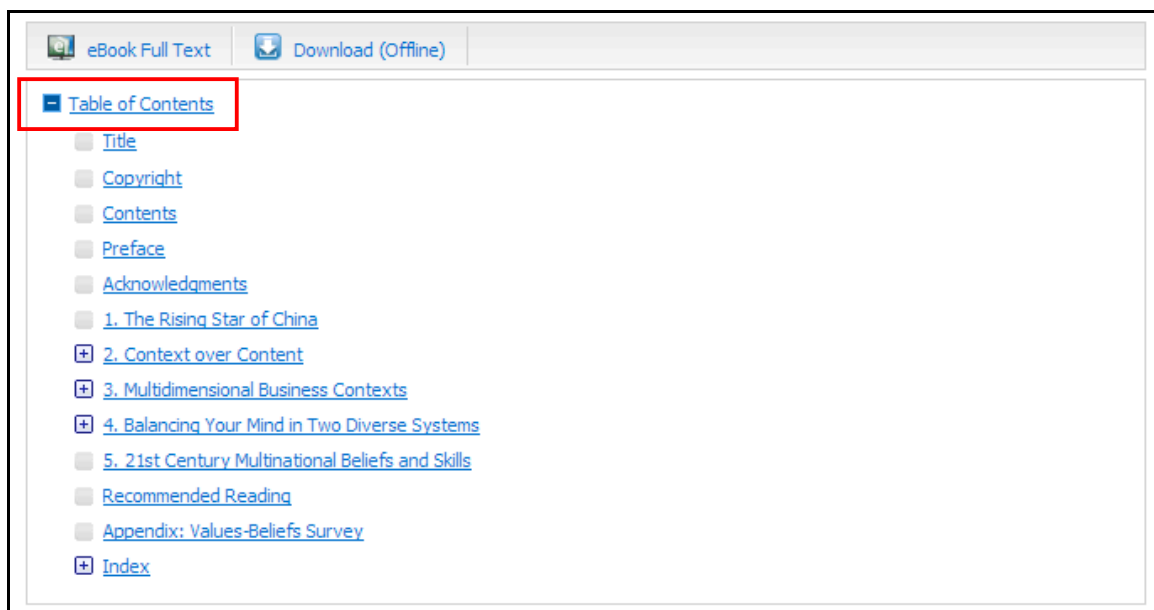 eBook Full Text Download (Offline)
Table of Contents
Title
Copyright
Contents
Preface
Acknowledgments
1. The Rising Star of China
2. Context over Content
3. Multidimensional Business Contexts
4. Balancing Your Mind in Two Diverse Systems
5. 21st Century Multinational Beliefs and Skills
Recommended Reading
Appendix: Values-Beliefs Survey
Index